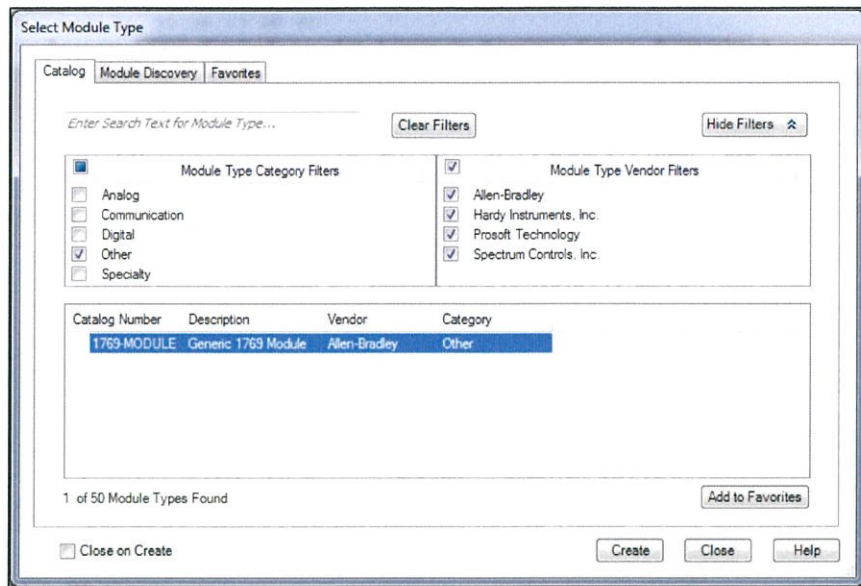 Select Module Type
Catalog Module Discovery Favorites
Enter Search Text for Module Type... Clear Filters Hide Filters
Module Type Category Filters Module Type Vendor Filters
Analog Allen-Bradley
Communication Hardy Instruments, Inc.
Digital Prosoft Technology
Other Spectrum Controls, Inc.
Specialty
Catalog Number Description Vendor Category
1769-MODULE Generic 1769 Module Allen-Bradley Other
1 of 50 Module Types Found Add to Favorites
Close on Create Create Close Help